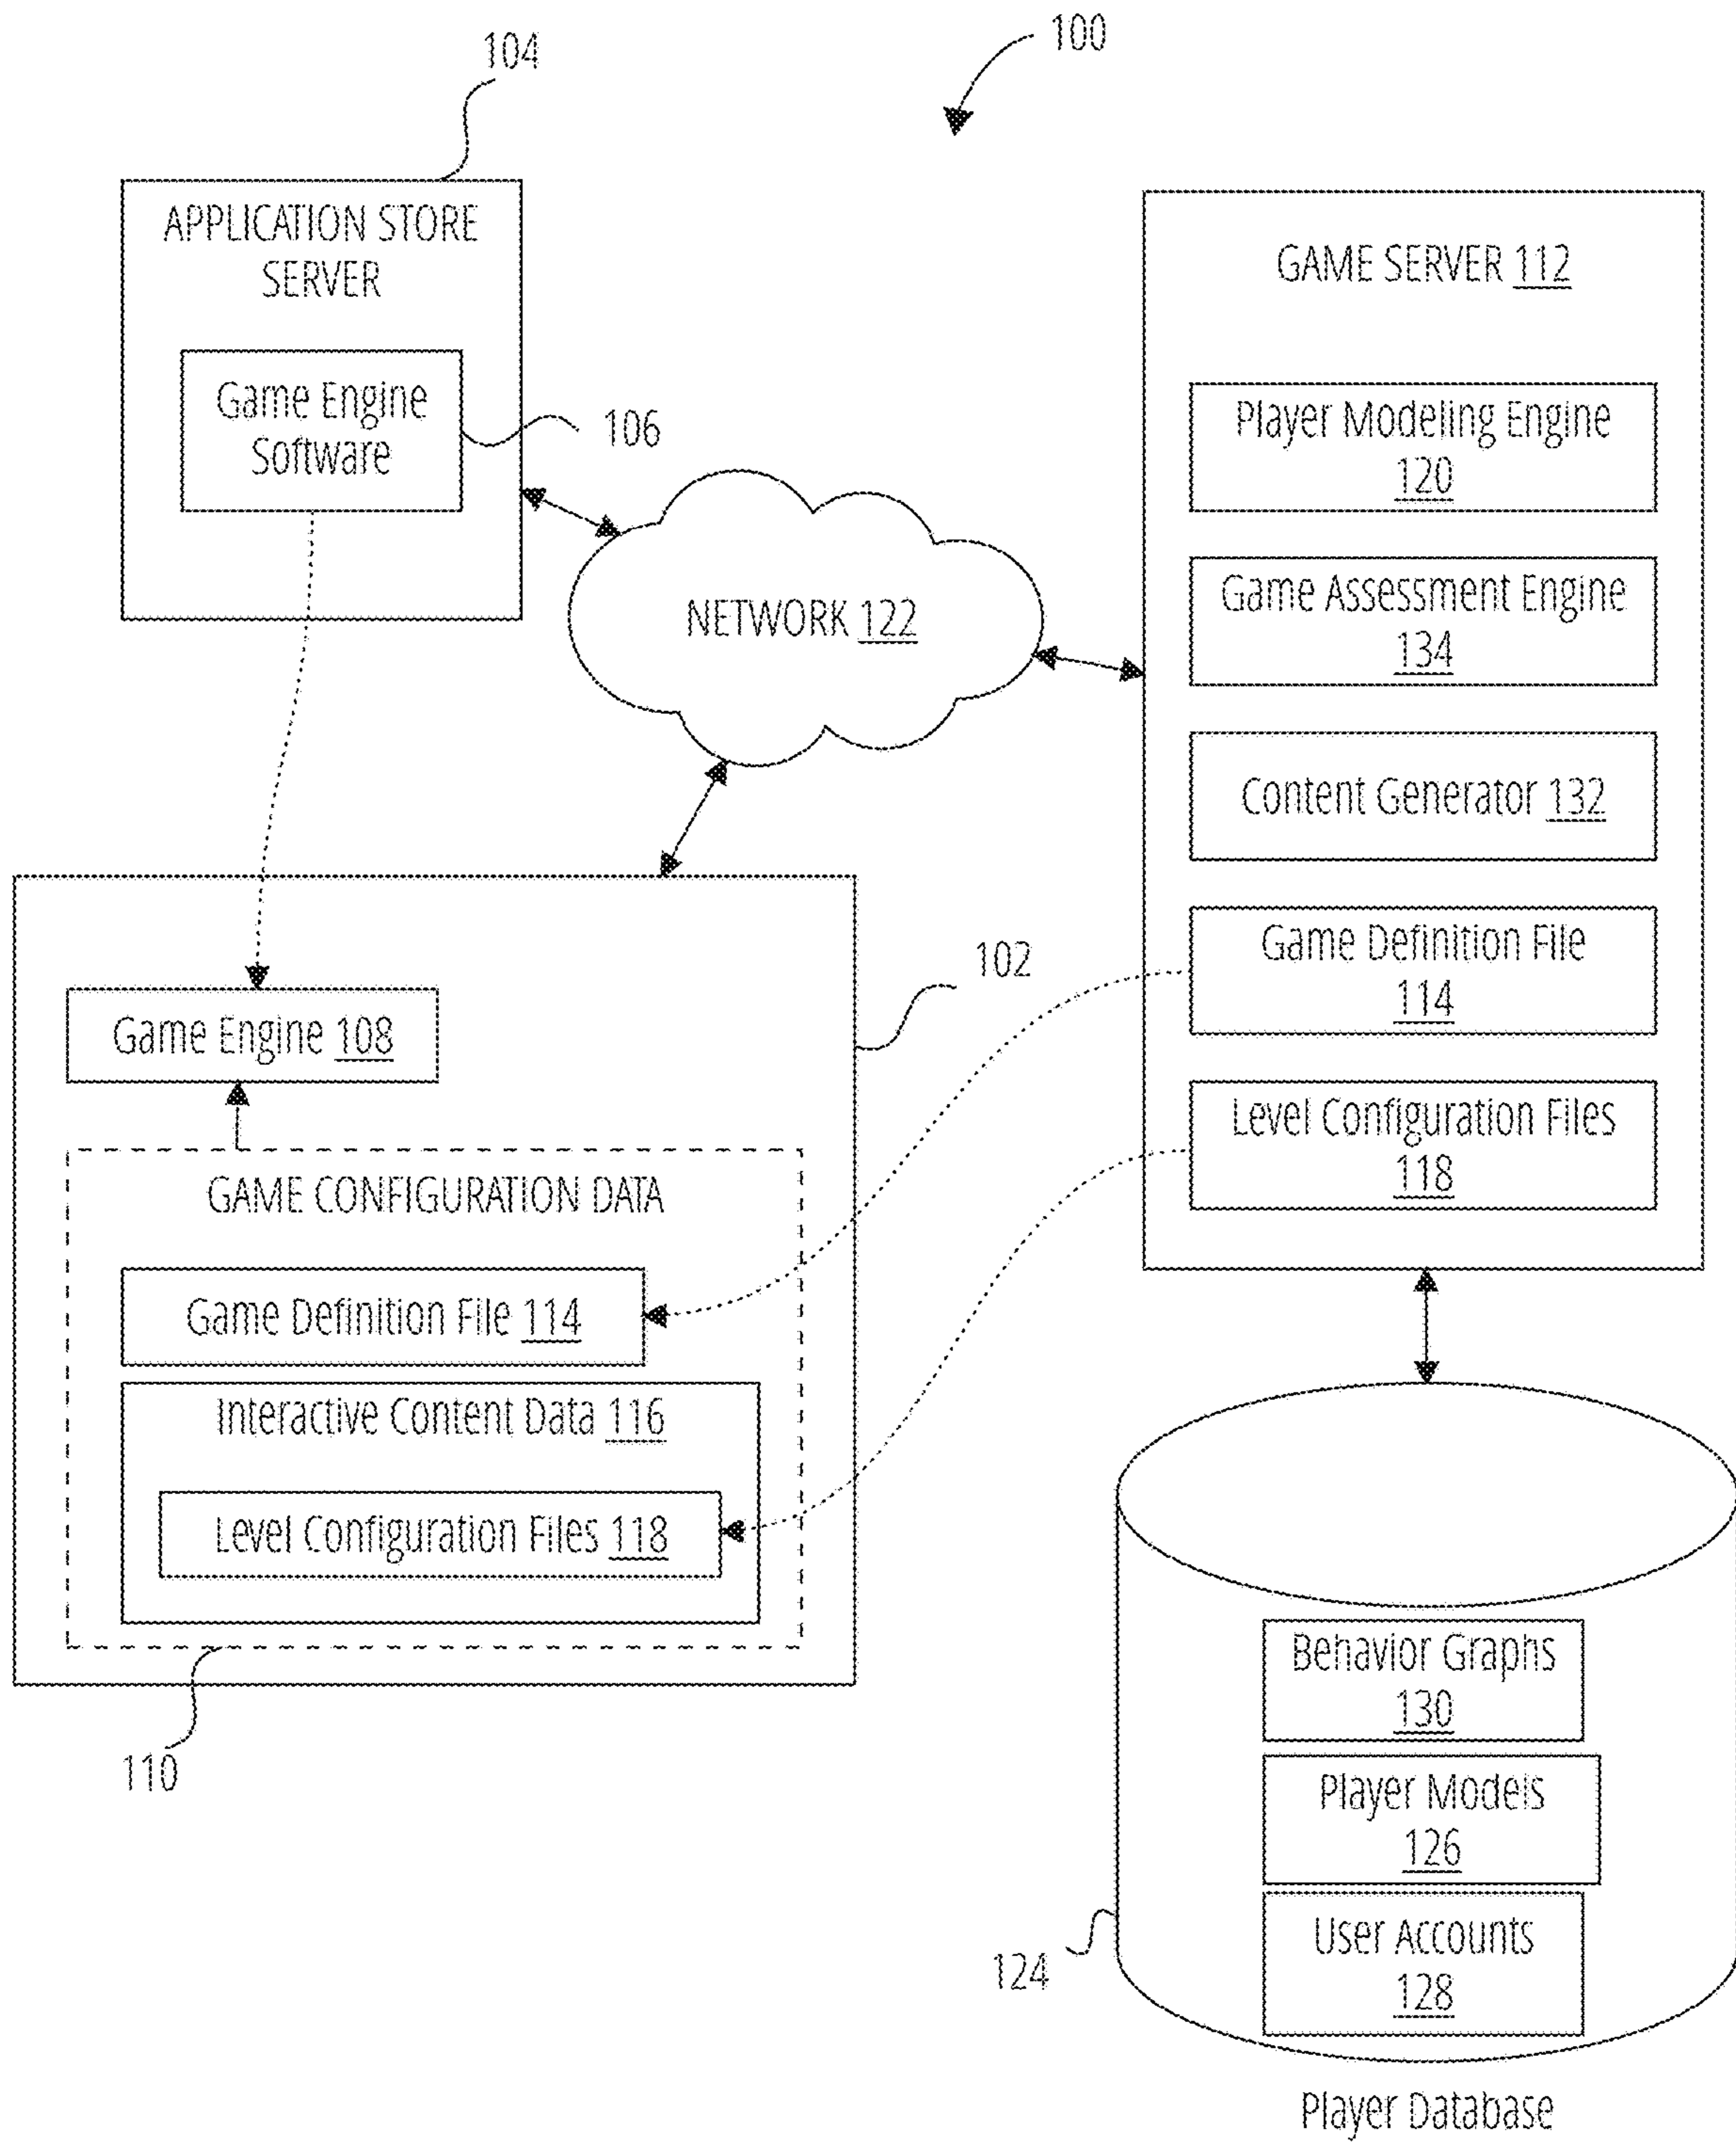 100
104
APPLICATION STORE
SERVER
Game Engine
Software
106
NETWORK 122
GAME SERVER 112
Player Modeling Engine
120
Game Assessment Engine
134
Content Generator 132
Game Definition File
114
Level Configuration Files
118
102
Game Engine 108
GAME CONFIGURATION DATA
Game Definition File 114
Interactive Content Data 116
Level Configuration Files 118
110
Behavior Graphs
130
Player Models
126
User Accounts
128
124
Player Database